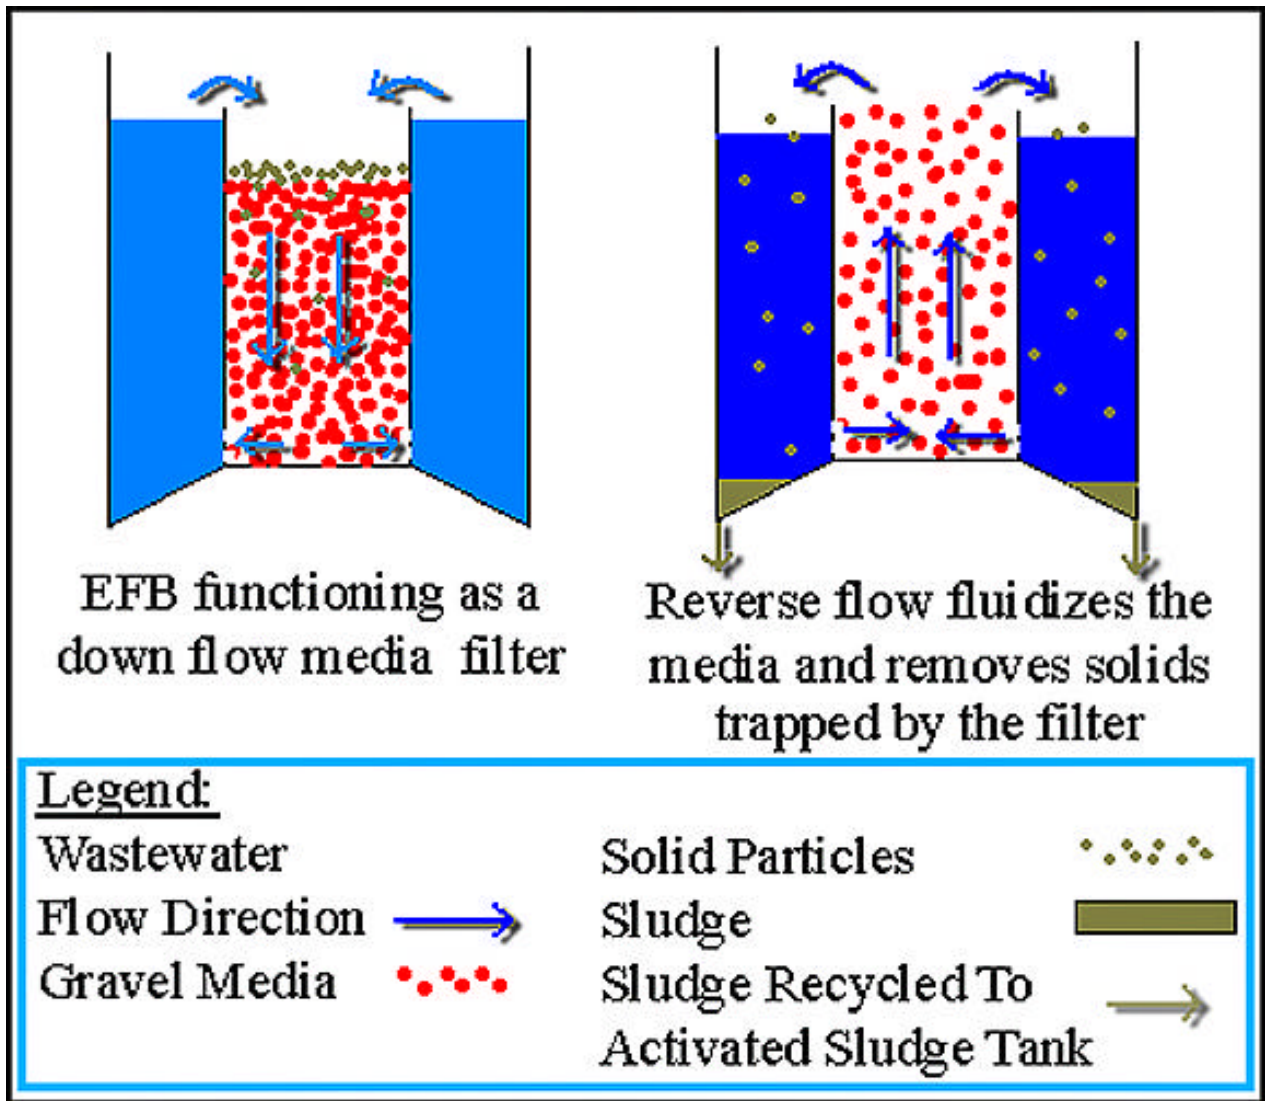 EFB functioning as a
down flow media filter
Reverse flow fluidizes the
media and removes solids
trapped by the filter
Legend:
Wastewater
Flow Direction
Gravel Media
Solid Particles
Sludge
Sludge Recycled To
Activated Sludge Tank